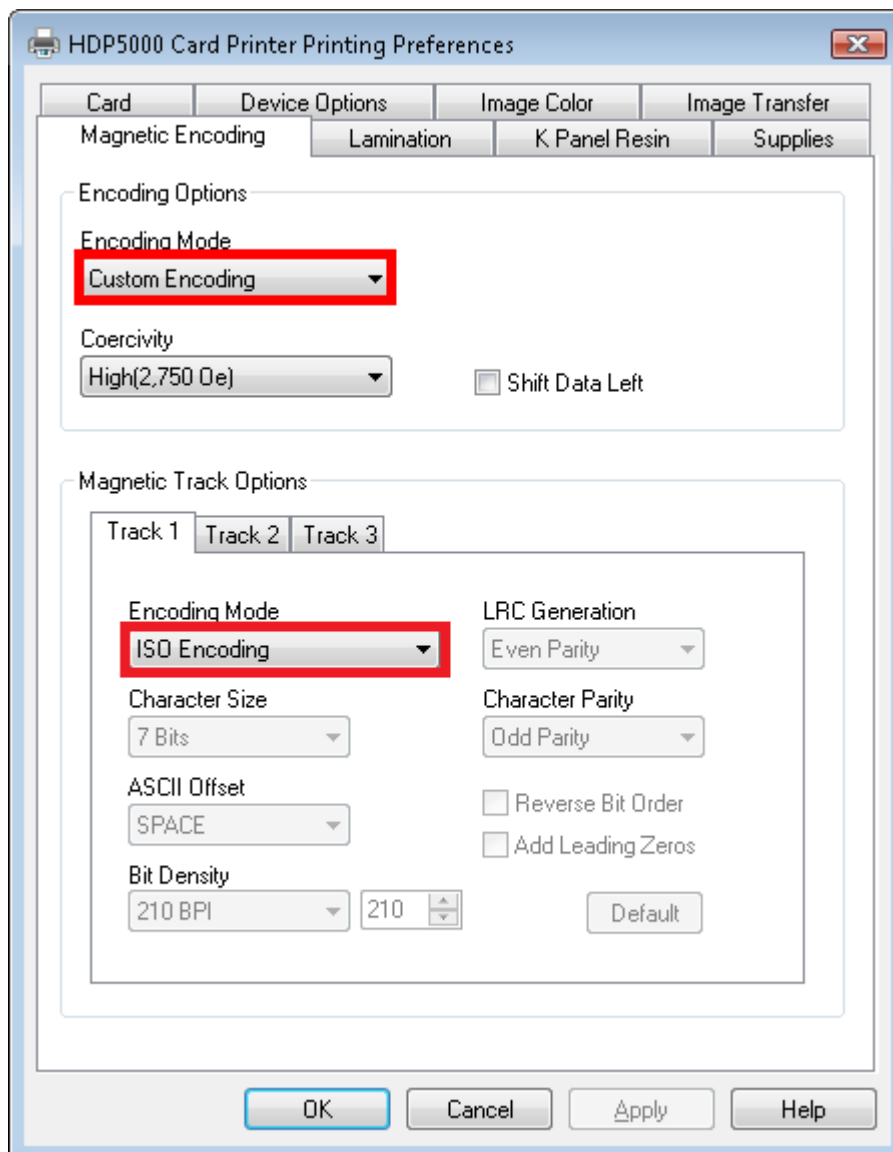 HDP5000 Card Printer Printing Preferences
Card Device Options Image Color Image Transfer
Magnetic Encoding Lamination K Panel Resin Supplies
Encoding Options
Encoding Mode
Custom Encoding
Coercivity
High(2,750 Oe) Shift Data Left
Magnetic Track Options
Track 1 Track 2 Track 3
Encoding Mode LRC Generation
ISO Encoding Even Parity
Character Size Character Parity
7 Bits Odd Parity
ASCII Offset
SPACE Reverse Bit Order
Add Leading Zeros
Bit Density
210 BPI 210 Default
OK Cancel Apply Help